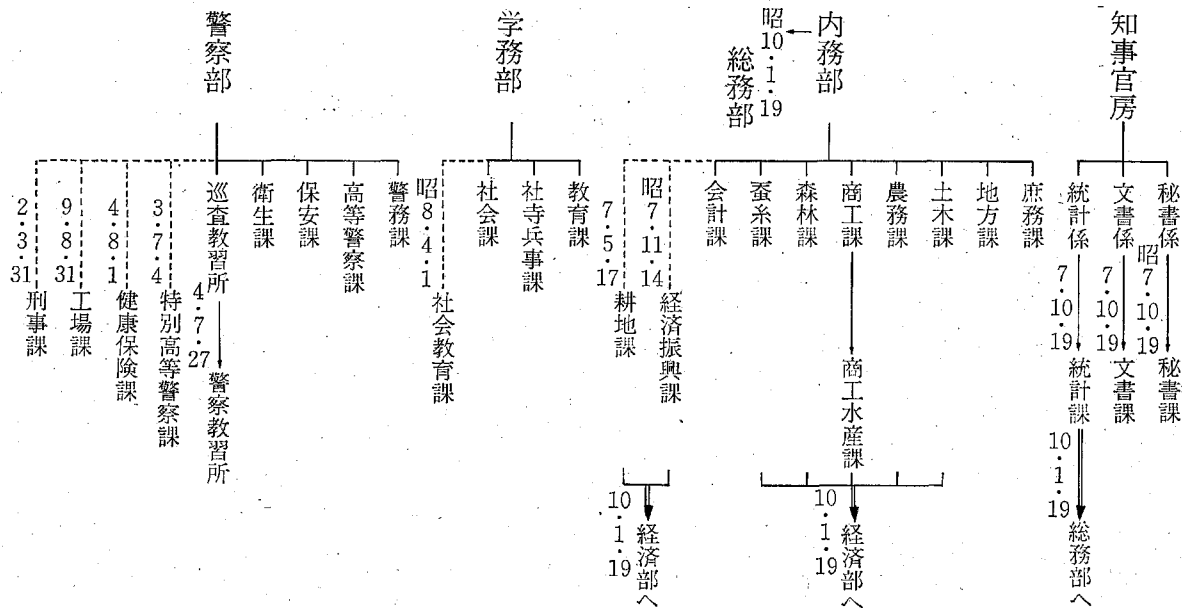 知事官房
秘書係
昭7・10・19
秘書課
文書係
7・10・19
文書課
統計係
7・10・19
統計課
10・1・19
総務部へ
内務部
昭10・1・19
総務部
庶務課
地方課
土木課
農務課
商工課
商工水産課
森林課
蚕糸課
会計課
10・1・19
経済部へ
昭7・11・14
経済振興課
7・5・17
耕地課
10・1・19
経済部へ
学務部
教育課
社寺兵事課
社会課
昭8・4・1
社会教育課
警察部
警務課
高等警察課
保安課
衛生課
巡査教習所
4・7・27
警察教習所
3・7・4
特別高等警察課
4・8・1
健康保険課
9・8・31
工場課
2・3・31
刑事課